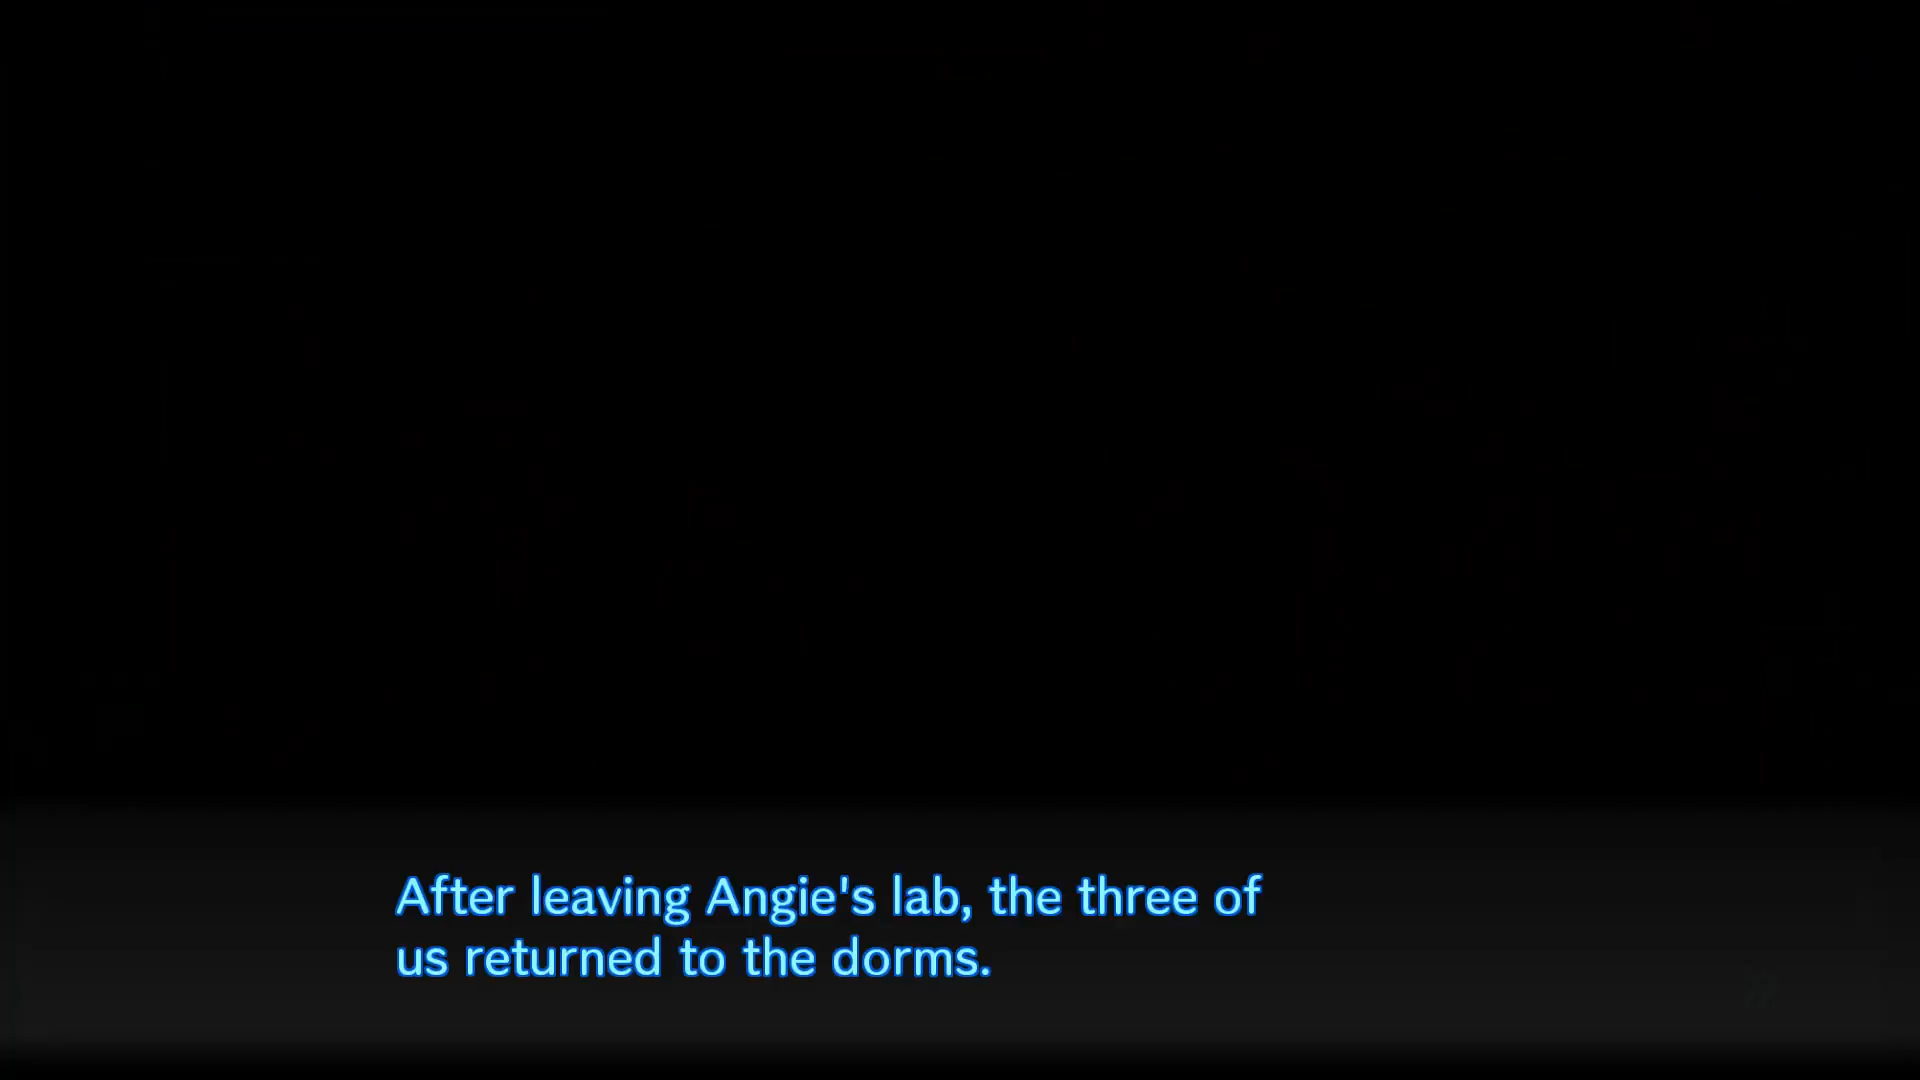 After leaving Angie's lab, the three of
us returned to the dorms.